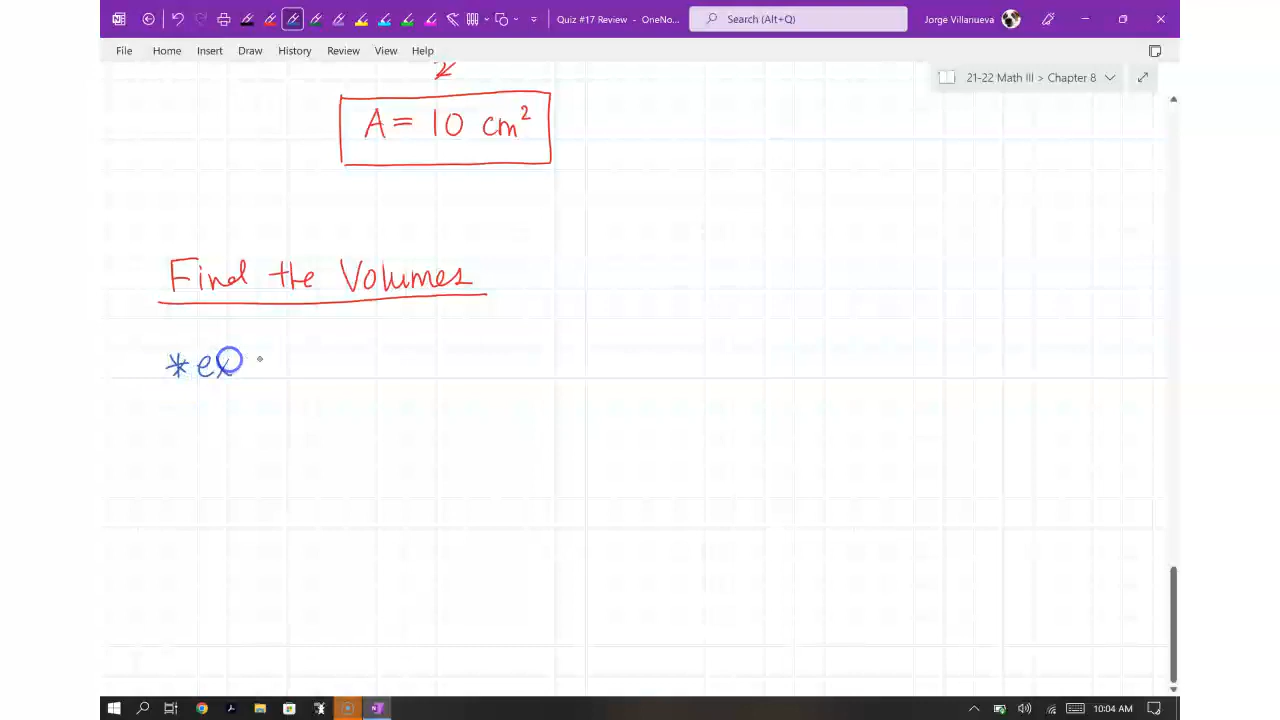 Quiz #17 Review - OneNo...
Search (Alt+Q)
Jorge Villanueva
File Home Insert Draw History Review View Help
21-22 Math III > Chapter 8
A = 10 cm²
Find the Volumes
*ex
10:04 AM